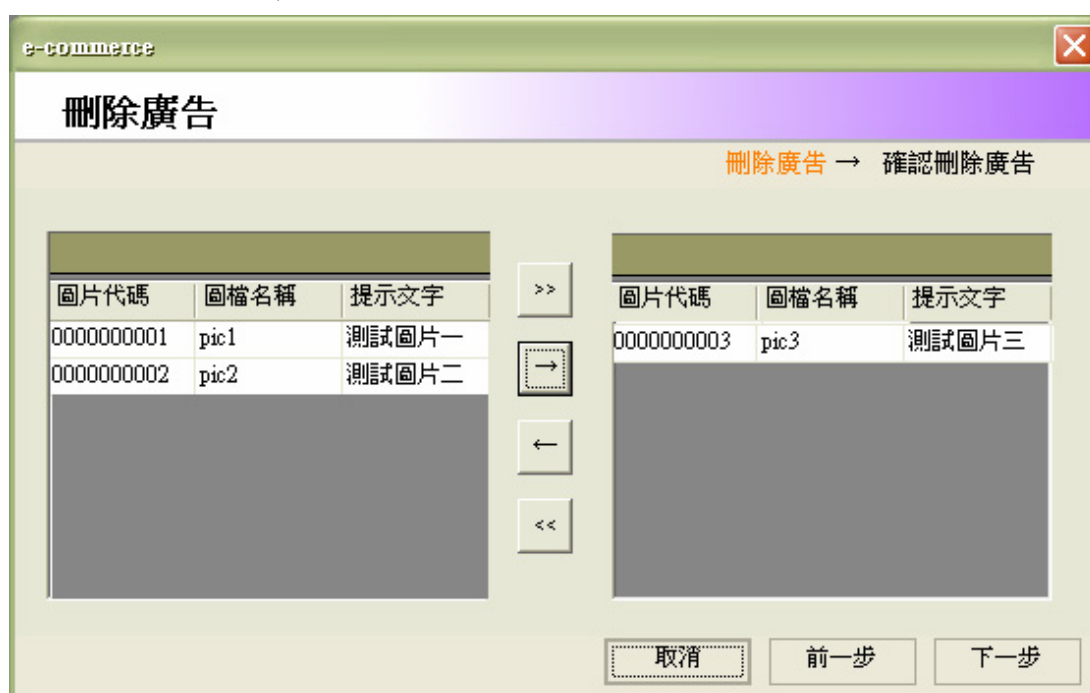 e-commerce
刪除廣告
刪除廣告 → 確認刪除廣告
圖片代碼 圖檔名稱 提示文字
0000000001 pic1 測試圖片一
0000000002 pic2 測試圖片二
>>
→
←
<<
圖片代碼 圖檔名稱 提示文字
0000000003 pic3 測試圖片三
取消 前一步 下一步